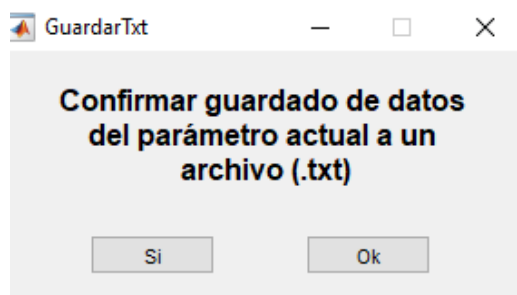 GuardarTxt
Confirmar guardado de datos
del parámetro actual a un
archivo (.txt)
Si Ok